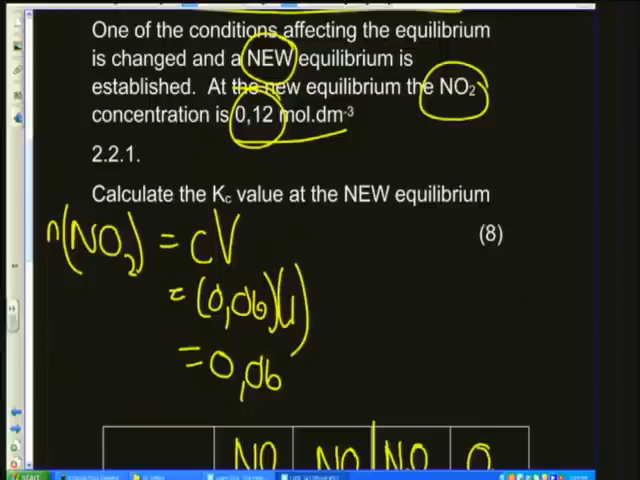 One of the conditions affecting the equilibrium
is changed and a NEW equilibrium is
established. At the new equilibrium the NO₂
concentration is 0,12 mol.dm⁻³
2.2.1.
Calculate the Kc value at the NEW equilibrium
(8)
n(NO₂) = cV
= (0,06)(1)
= 0,06
NO NO N₂O O
start